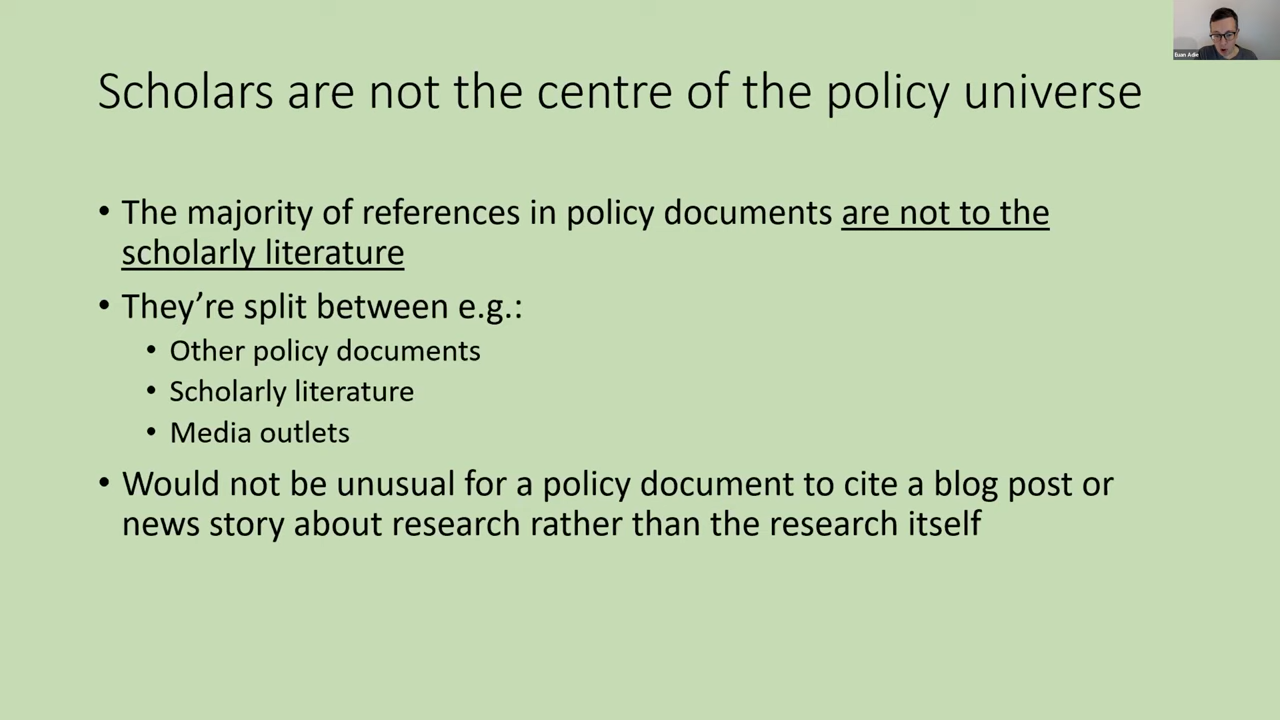 Euan Adie
Scholars are not the centre of the policy universe
• The majority of references in policy documents are not to the
scholarly literature
• They’re split between e.g.:
• Other policy documents
• Scholarly literature
• Media outlets
• Would not be unusual for a policy document to cite a blog post or
news story about research rather than the research itself